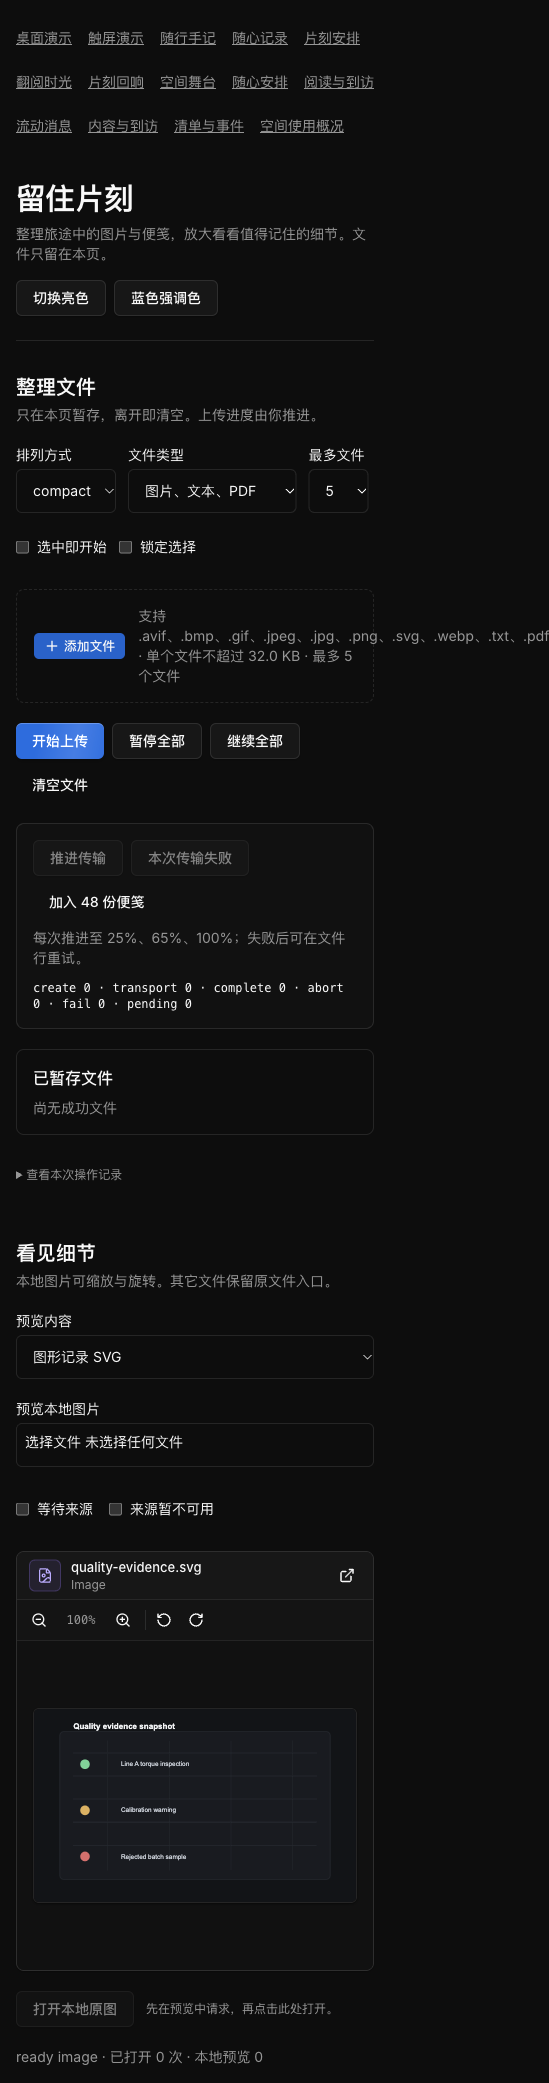 桌面演示 触屏演示 随行手记 随心记录 片刻安排
翻阅时光 片刻回响 空间舞台 随心安排 阅读与到访
流动消息 内容与到访 清单与事件 空间使用概况
留住片刻
整理旅途中的图片与便笺，放大看看值得记住的细节。文
件只留在本页。
切换亮色 蓝色强调色
整理文件
只在本页暂存，离开即清空。上传进度由你推进。
排列方式 文件类型 最多文件
compact 图片、文本、PDF 5
选中即开始 锁定选择
支持
.avif、.bmp、.gif、.jpeg、.jpg、.png、.svg、.webp、.txt、.pdf
添加文件
· 单个文件不超过 32.0 KB · 最多 5
个文件
开始上传 暂停全部 继续全部
清空文件
推进传输 本次传输失败
加入 48 份便笺
每次推进至 25%、65%、100%；失败后可在文件
行重试。
create 0 · transport 0 · complete 0 · abort
0 · fail 0 · pending 0
已暂存文件
尚无成功文件
查看本次操作记录
看见细节
本地图片可缩放与旋转。其它文件保留原文件入口。
预览内容
图形记录 SVG
预览本地图片
选择文件 未选择任何文件
等待来源 来源暂不可用
quality-evidence.svg
Image
100%
Quality evidence snapshot
Line A torque inspection
Calibration warning
Rejected batch sample
打开本地原图 先在预览中请求，再点击此处打开。
ready image · 已打开 0 次 · 本地预览 0